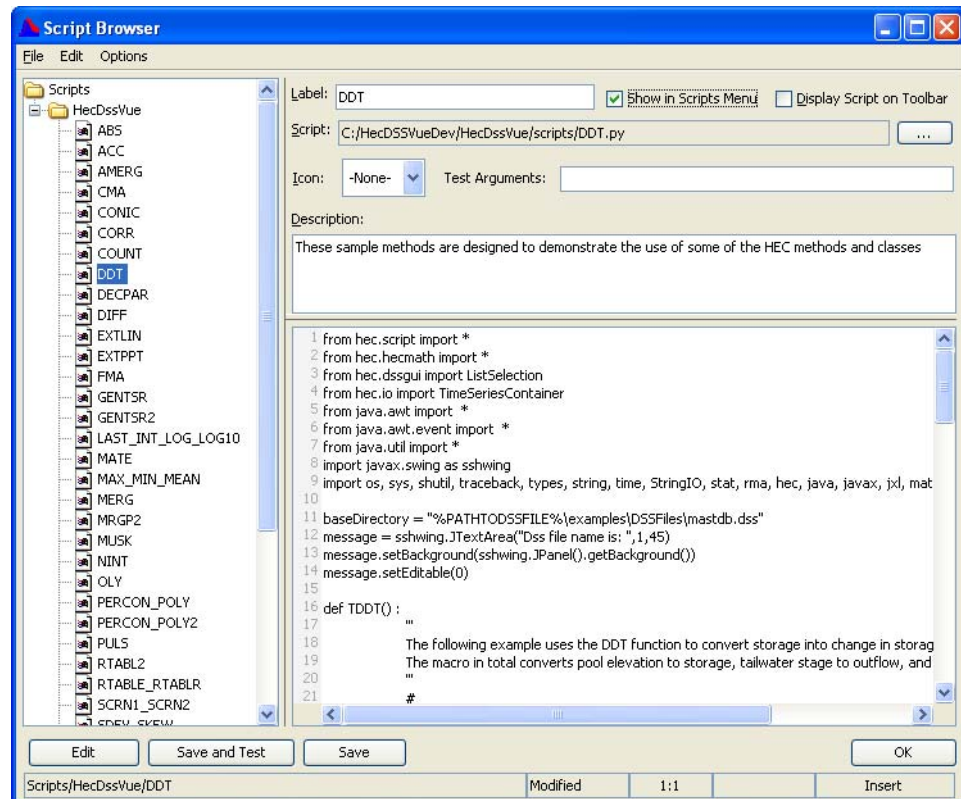 Script Browser
File Edit Options
Scripts
HecDssVue
ABS
ACC
AMERG
CMA
CONIC
CORR
COUNT
DDT
DECPAR
DIFF
EXTLIN
EXTPPT
FMA
GENTSR
GENTSR2
LAST_INT_LOG_LOG10
MATE
MAX_MIN_MEAN
MERG
MRGP2
MUSK
NINT
OLY
PERCON_POLY
PERCON_POLY2
PULS
RTABL2
RTABLE_RTABLR
SCRN1_SCRN2
SDEV_SKEW
Label: DDT Show in Scripts Menu Display Script on Toolbar
Script: C:/HecDSSVueDev/HecDssVue/scripts/DDT.py ...
Icon: -None- Test Arguments:
Description:
These sample methods are designed to demonstrate the use of some of the HEC methods and classes
1 from hec.script import *
2 from hec.hecmath import *
3 from hec.dssgui import ListSelection
4 from hec.io import TimeSeriesContainer
5 from java.awt import *
6 from java.awt.event import *
7 from java.util import *
8 import javax.swing as sshwing
9 import os, sys, shutil, traceback, types, string, time, StringIO, stat, rma, hec, java, javax, jxl, mat
10
11 baseDirectory = "%PATHTODSSFILE%\examples\DSSFiles\mastdb.dss"
12 message = sshwing.JTextArea("Dss file name is: ",1,45)
13 message.setBackground(sshwing.JPanel().getBackground())
14 message.setEditable(0)
15
16 def TDDT() :
17 '''
18 The following example uses the DDT function to convert storage into change in storag
19 The macro in total converts pool elevation to storage, tailwater stage to outflow, and
20 '''
21 #
Edit Save and Test Save OK
Scripts/HecDssVue/DDT Modified 1:1 Insert